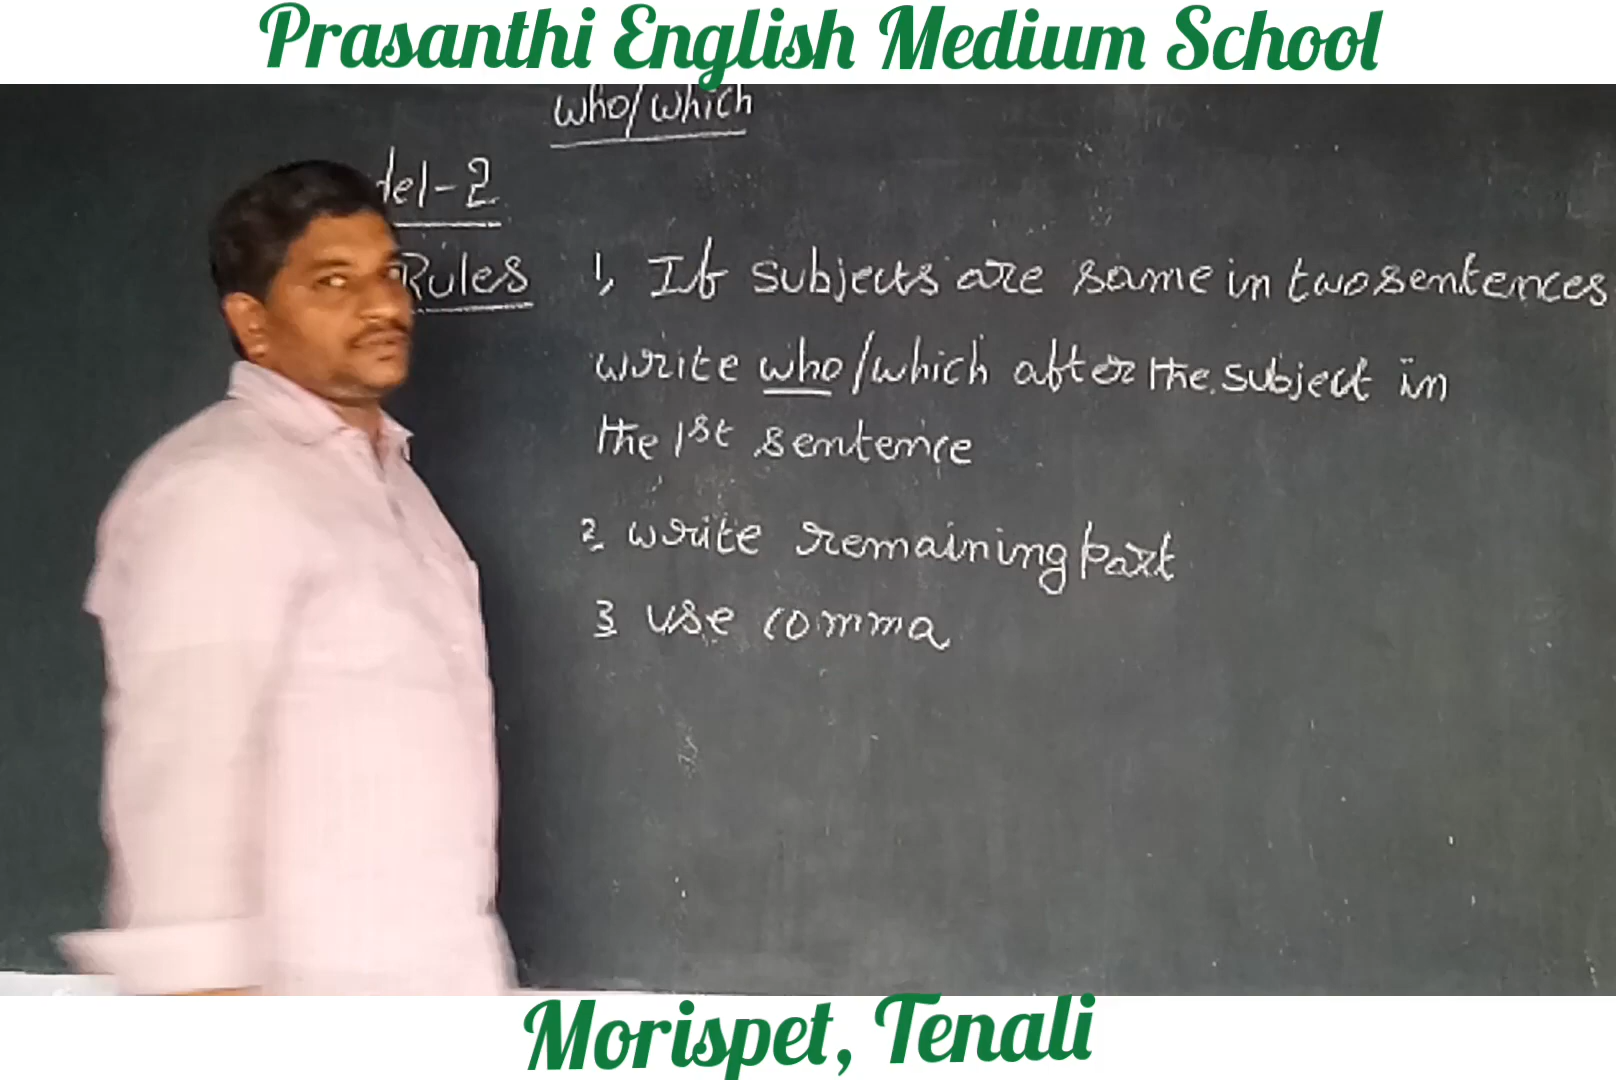 Prasanthi English Medium School
who/which
del-2
Rules 1, If subjects are same in two sentences
write who/which after the subject in
the 1st sentence
2 write remaining part
3 use comma
Morispet, Tenali